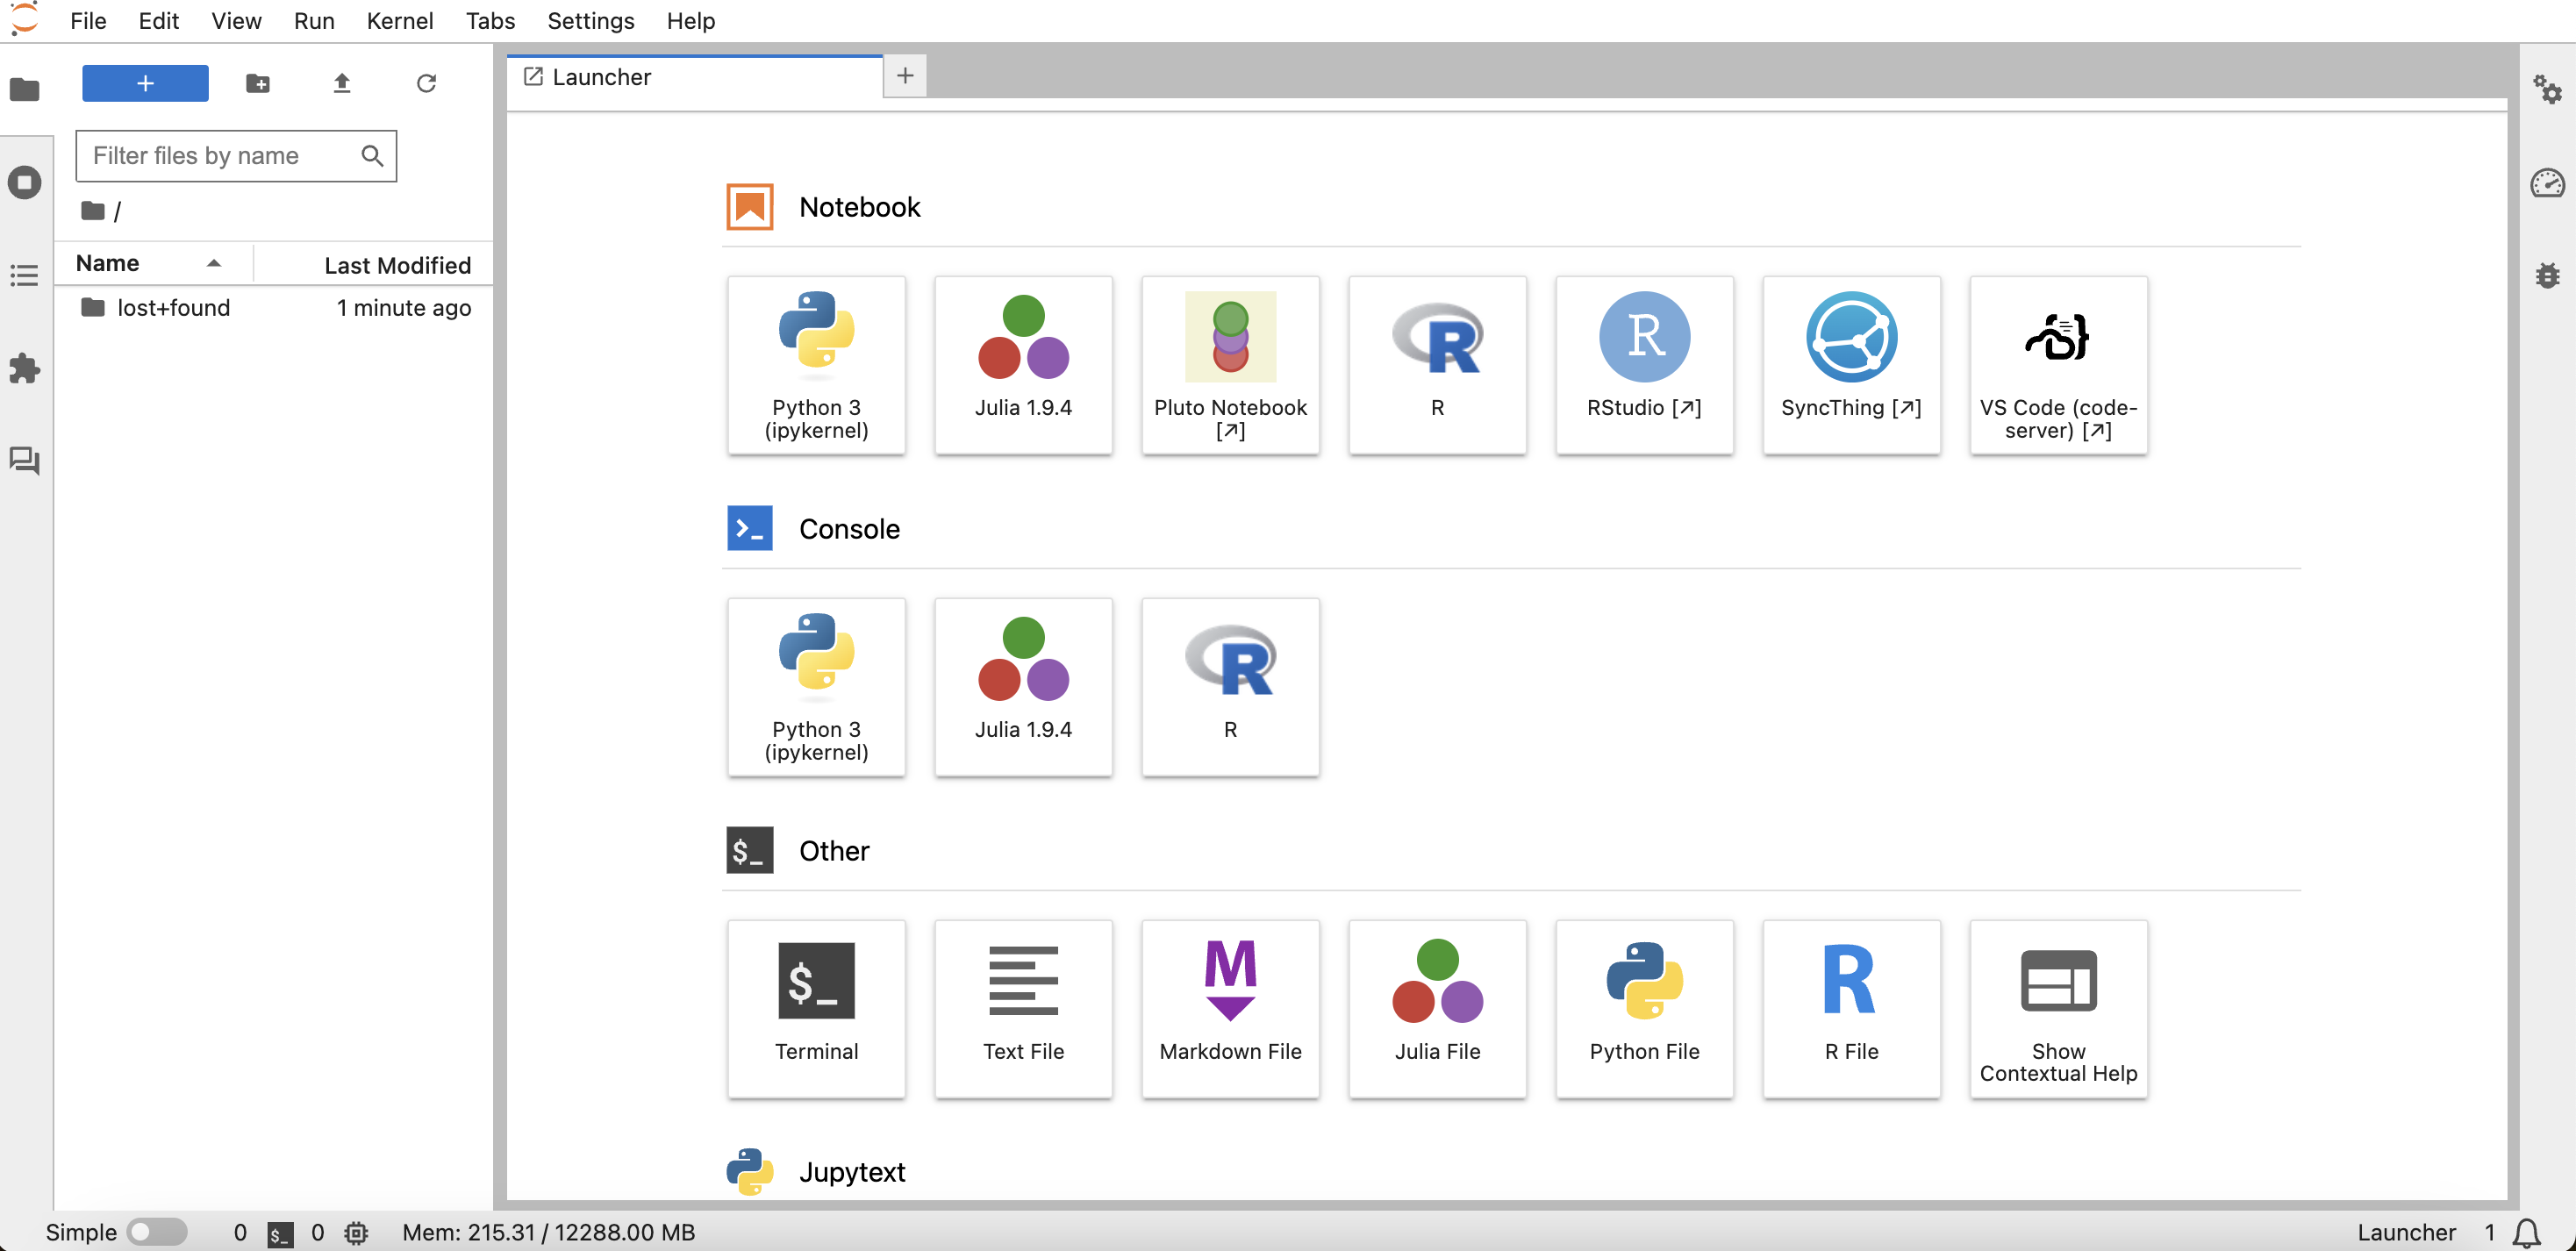 File Edit View Run Kernel Tabs Settings Help
Launcher
Filter files by name
/
Name Last Modified
lost+found 1 minute ago
Notebook
Python 3
(ipykernel)
Julia 1.9.4
Pluto Notebook
[↗]
R
RStudio [↗]
SyncThing [↗]
VS Code (code-
server) [↗]
Console
Python 3
(ipykernel)
Julia 1.9.4
R
$_ Other
$_
Terminal
Text File
M
Markdown File
Julia File
Python File
R
R File
Show
Contextual Help
Jupytext
Simple 0 $_ 0 Mem: 215.31 / 12288.00 MB Launcher 1